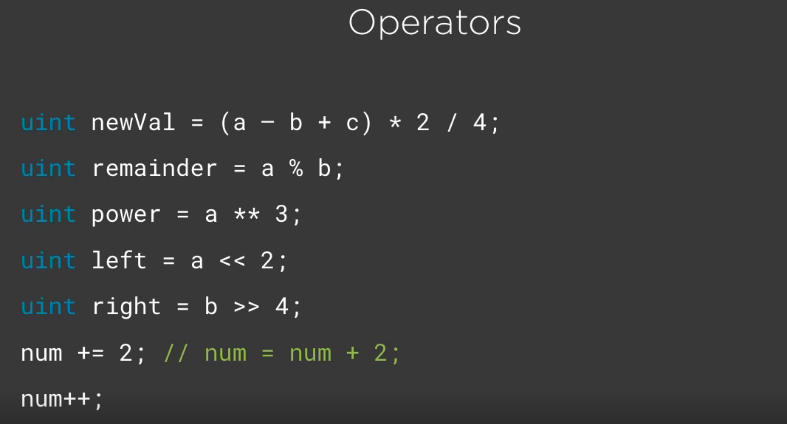 Operators
uint newVal = (a – b + c) * 2 / 4;
uint remainder = a % b;
uint power = a ** 3;
uint left = a << 2;
uint right = b >> 4;
num += 2; // num = num + 2;
num++;